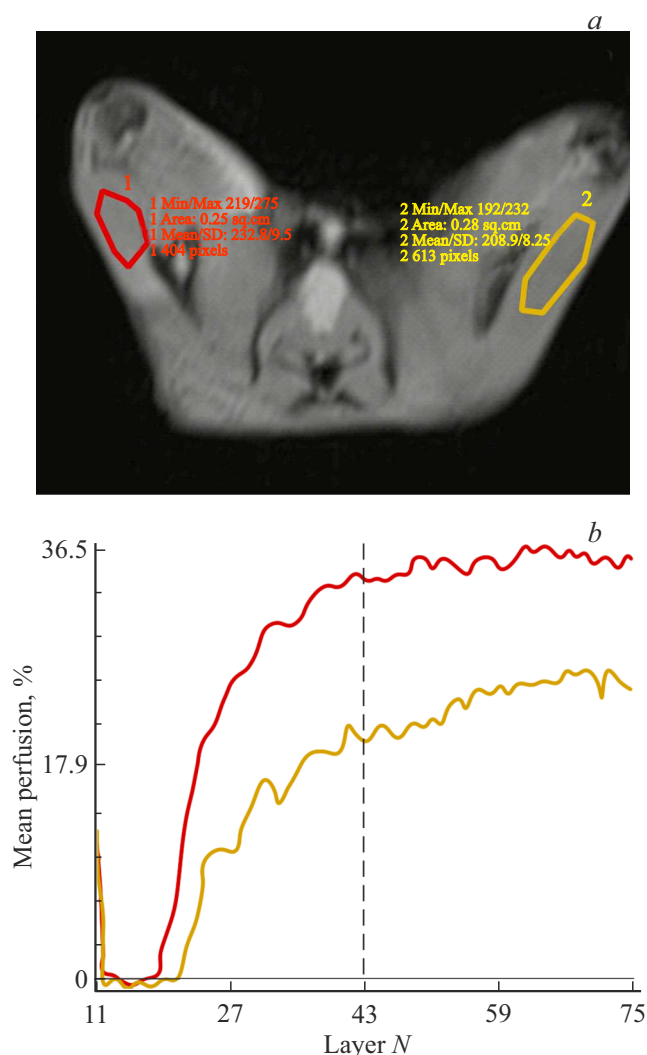 a
1
1 Min/Max 219/275
1 Area: 0.25 sq.cm
1 Mean/SD: 232.8/9.5
1 404 pixels
2
2 Min/Max 192/232
2 Area: 0.28 sq.cm
2 Mean/SD: 208.9/8.25
2 613 pixels
b
36.5
17.9
0
Mean perfusion, %
11 27 43 59 75
Layer N